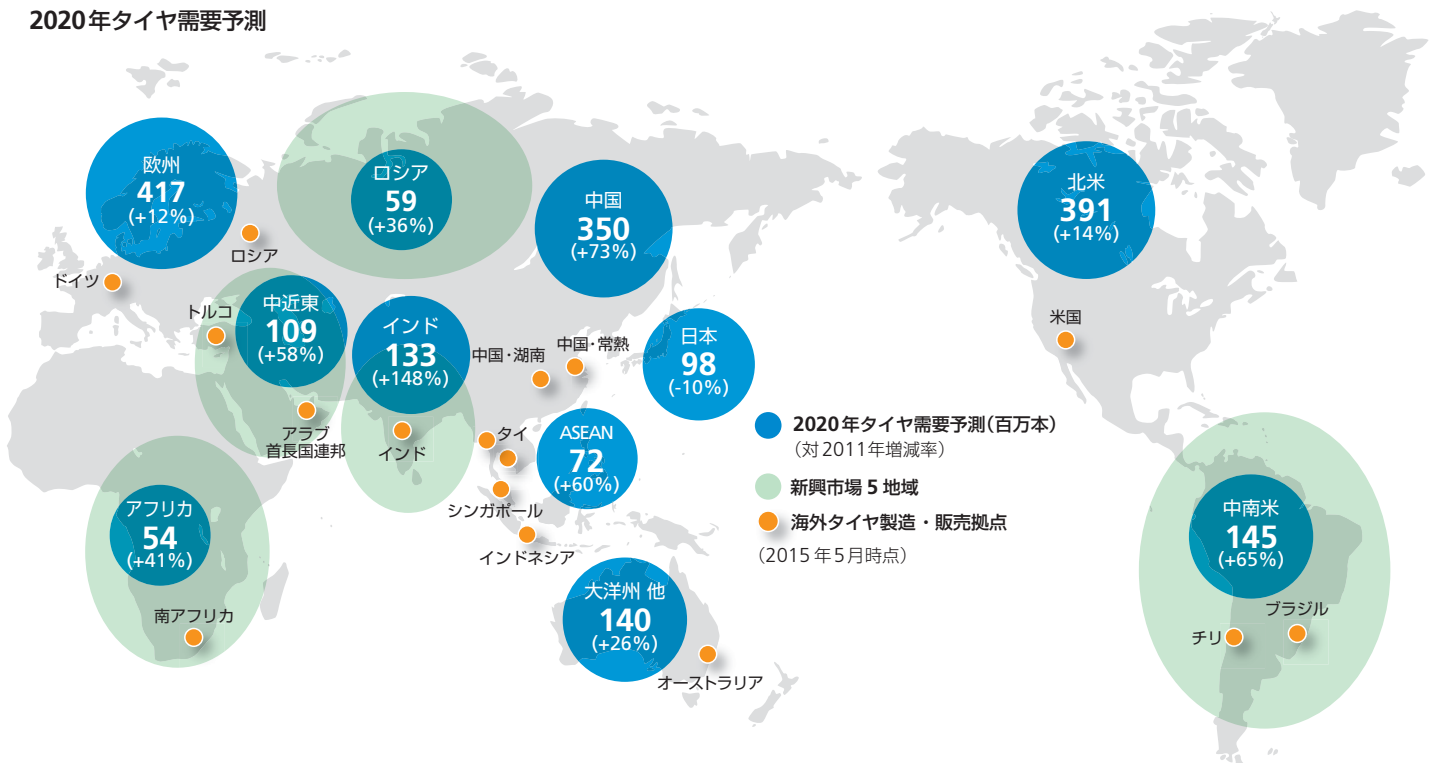 2020年タイヤ需要予測
欧州
417
(+12%)
ロシア
59
(+36%)
中国
350
(+73%)
北米
391
(+14%)
ロシア
ドイツ
トルコ
中近東
109
(+58%)
インド
133
(+148%)
中国・湖南
中国・常熟
日本
98
(-10%)
米国
アラブ
首長国連邦
インド
タイ
シンガポール
インドネシア
ASEAN
72
(+60%)
2020年タイヤ需要予測(百万本)
(対2011年増減率)
新興市場5地域
海外タイヤ製造・販売拠点
(2015年5月時点)
アフリカ
54
(+41%)
南アフリカ
大洋州 他
140
(+26%)
オーストラリア
中南米
145
(+65%)
ブラジル
チリ